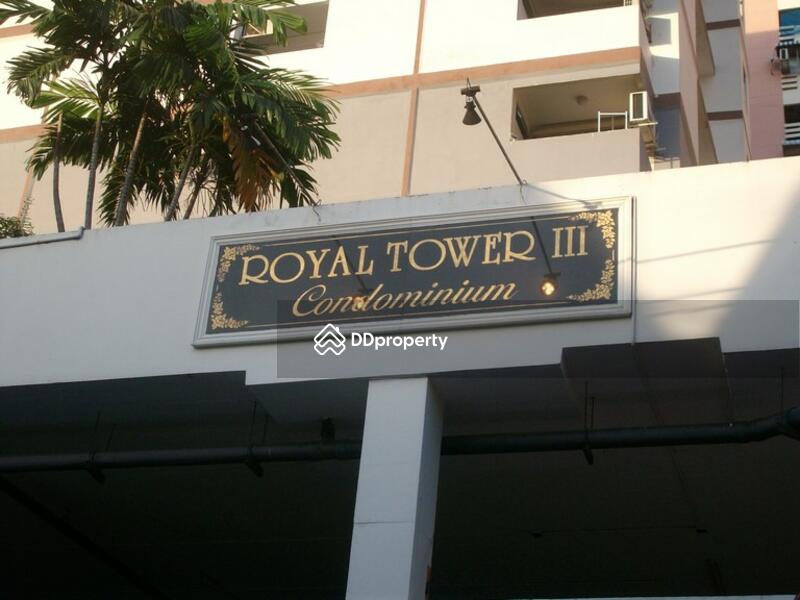 ROYAL TOWER III
Condominium
DDproperty